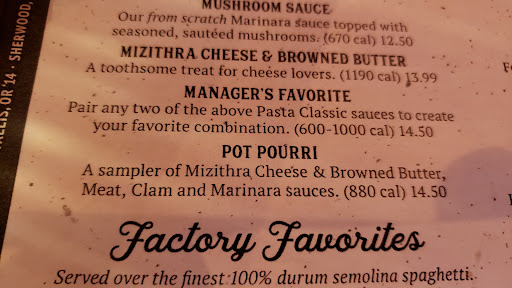 MUSHROOM SAUCE
Our from scratch Marinara sauce topped with
seasoned, sautéed mushrooms. (670 cal) 12.50
MIZITHRA CHEESE & BROWNED BUTTER
A toothsome treat for cheese lovers. (1190 cal) 13.99
MANAGER'S FAVORITE
Pair any two of the above Pasta Classic sauces to create
your favorite combination. (600-1000 cal) 14.50
POT POURRI
A sampler of Mizithra Cheese & Browned Butter,
Meat, Clam and Marinara sauces. (880 cal) 14.50
Factory Favorites
Served over the finest 100% durum semolina spaghetti.
OR '14 • SHERWOOD,